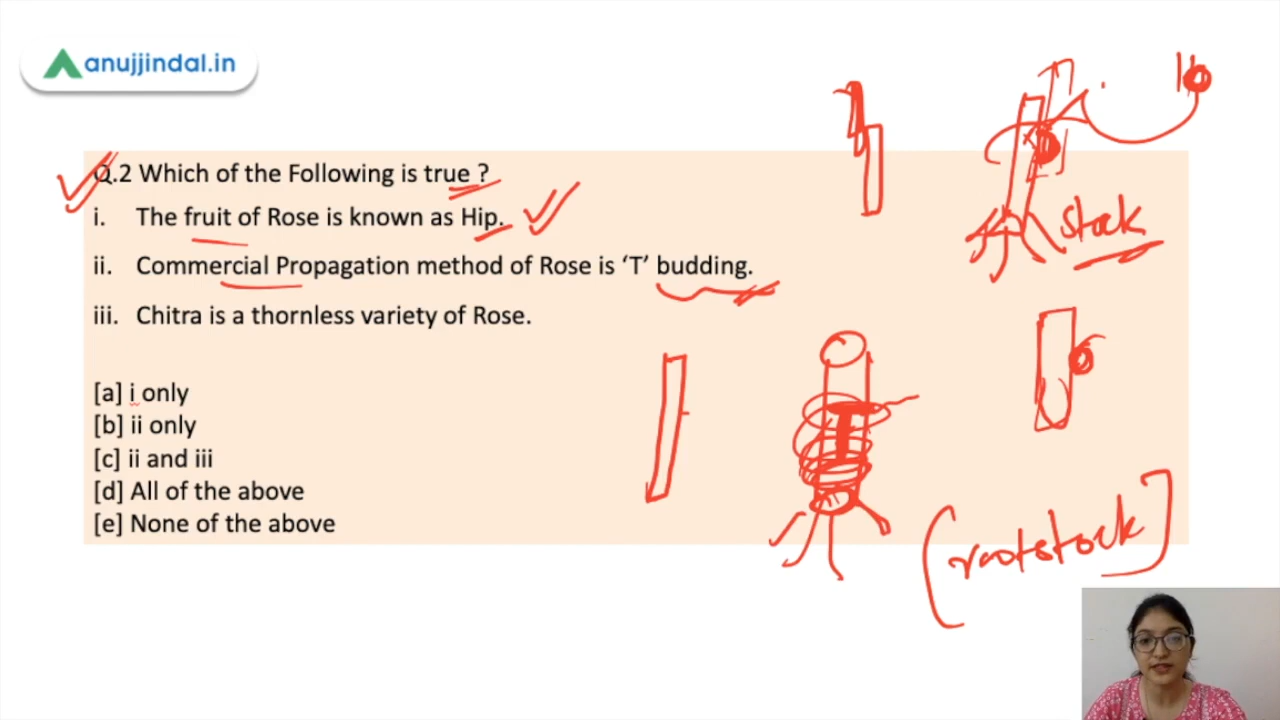 anujjindal.in
Q.2 Which of the Following is true ?
i. The fruit of Rose is known as Hip.
ii. Commercial Propagation method of Rose is ‘T’ budding.
iii. Chitra is a thornless variety of Rose.
[a] i only
[b] ii only
[c] ii and iii
[d] All of the above
[e] None of the above
stock
(rootstock]